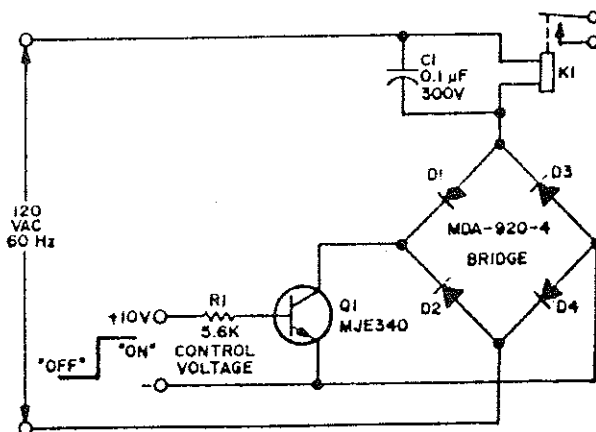 C1
0.1 µF
300V
K1
D1
D3
MDA-920-4
BRIDGE
D2
D4
120
VAC
60 Hz
+10V
R1
5.6K
Q1
MJE340
"ON"
"OFF"
CONTROL
VOLTAGE
-